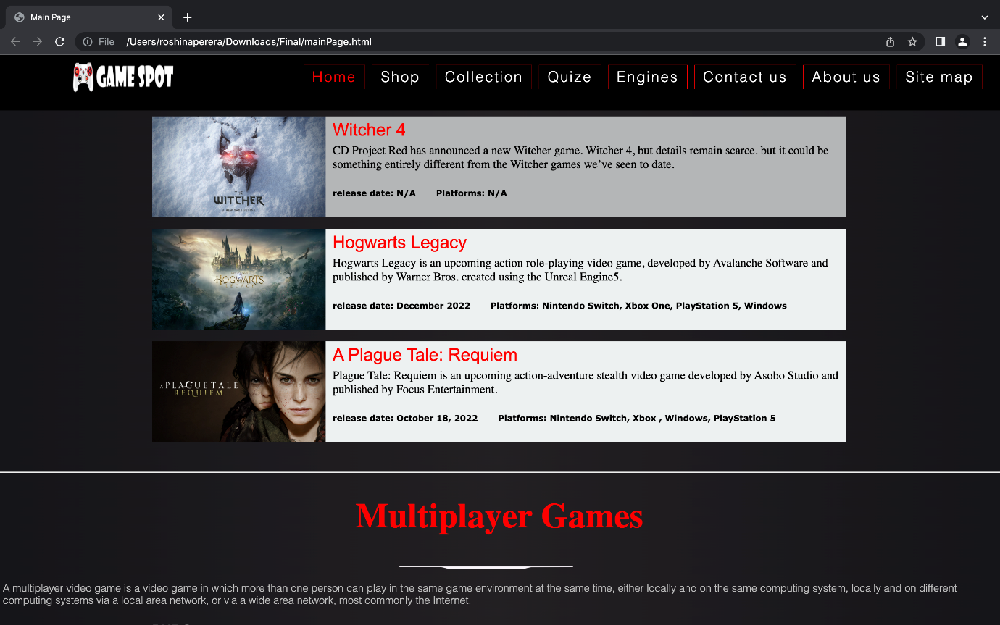 Main Page
File
/Users/roshinaperera/Downloads/Final/mainPage.html
GAME SPOT
Home
Shop
Collection
Quize
Engines
Contact us
About us
Site map
THE
WITCHER
Witcher 4
CD Project Red has announced a new Witcher game. Witcher 4, but details remain scarce. but it could be
something entirely different from the Witcher games we've seen to date.
release date: N/A Platforms: N/A
HOGWARTS
LEGACY
Hogwarts Legacy
Hogwarts Legacy is an upcoming action role-playing video game, developed by Avalanche Software and
published by Warner Bros. created using the Unreal Engine5.
release date: December 2022 Platforms: Nintendo Switch, Xbox One, PlayStation 5, Windows
A PLAGUE TALE
REQUIEM
A Plague Tale: Requiem
Plague Tale: Requiem is an upcoming action-adventure stealth video game developed by Asobo Studio and
published by Focus Entertainment.
release date: October 18, 2022 Platforms: Nintendo Switch, Xbox , Windows, PlayStation 5
Multiplayer Games
A multiplayer video game is a video game in which more than one person can play in the same game environment at the same time, either locally and on the same computing system, locally and on different
computing systems via a local area network, or via a wide area network, most commonly the Internet.